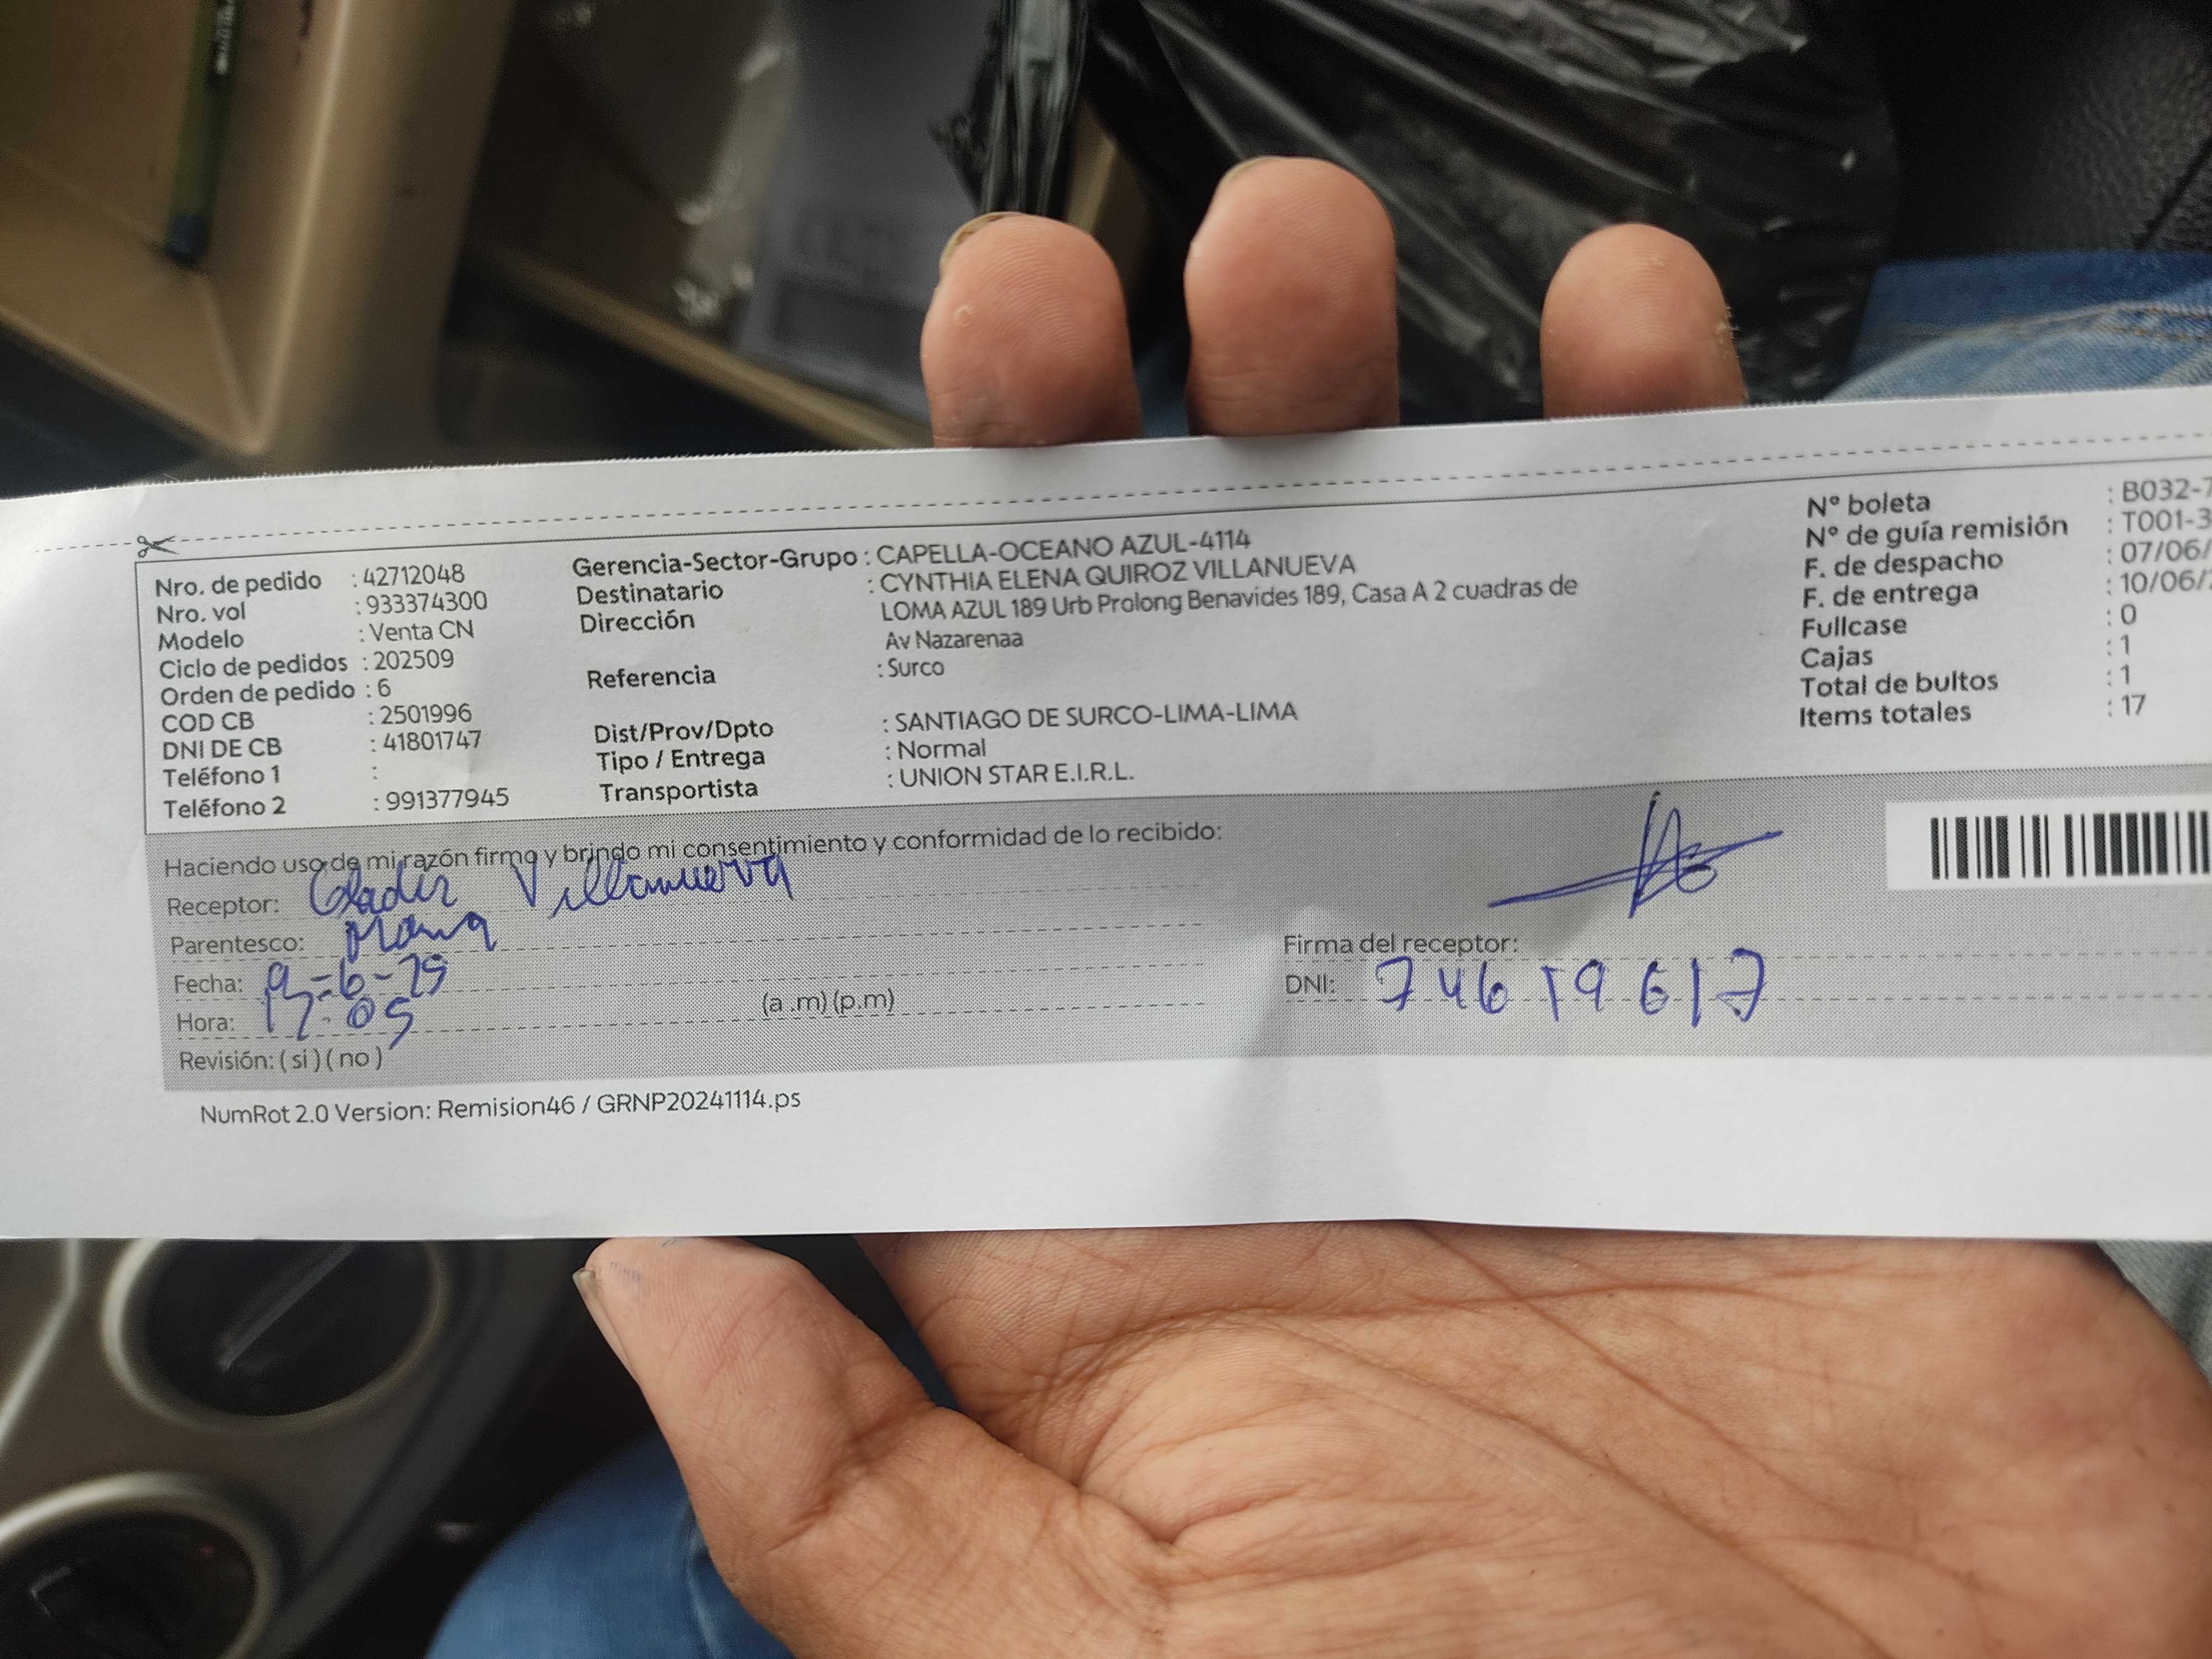 Nro. de pedido : 42712048
Nro. vol : 933374300
Modelo : Venta CN
Ciclo de pedidos : 202509
Orden de pedido : 6
COD CB : 2501996
DNI DE CB : 41801747
Teléfono 1 :
Teléfono 2 : 991377945
Gerencia-Sector-Grupo : CAPELLA-OCEANO AZUL-4114
Destinatario : CYNTHIA ELENA QUIROZ VILLANUEVA
Dirección LOMA AZUL 189 Urb Prolong Benavides 189, Casa A 2 cuadras de
Av Nazarenaa
Referencia : Surco
Dist/Prov/Dpto : SANTIAGO DE SURCO-LIMA-LIMA
Tipo / Entrega : Normal
Transportista : UNION STAR E.I.R.L.
Nº boleta : B032-7
Nº de guía remisión : T001-3
F. de despacho : 07/06/
F. de entrega : 10/06/
Fullcase : 0
Cajas : 1
Total de bultos : 1
Items totales : 17
Haciendo uso de mi razón firmo y brindo mi consentimiento y conformidad de lo recibido:
Receptor: Gladis Villanueva
Parentesco:
Fecha: 9-6-25
Hora: 05
(a .m) (p.m)
Revisión: ( si ) ( no )
Firma del receptor:
DNI: 74619617
NumRot 2.0 Version: Remision46 / GRNP20241114.ps